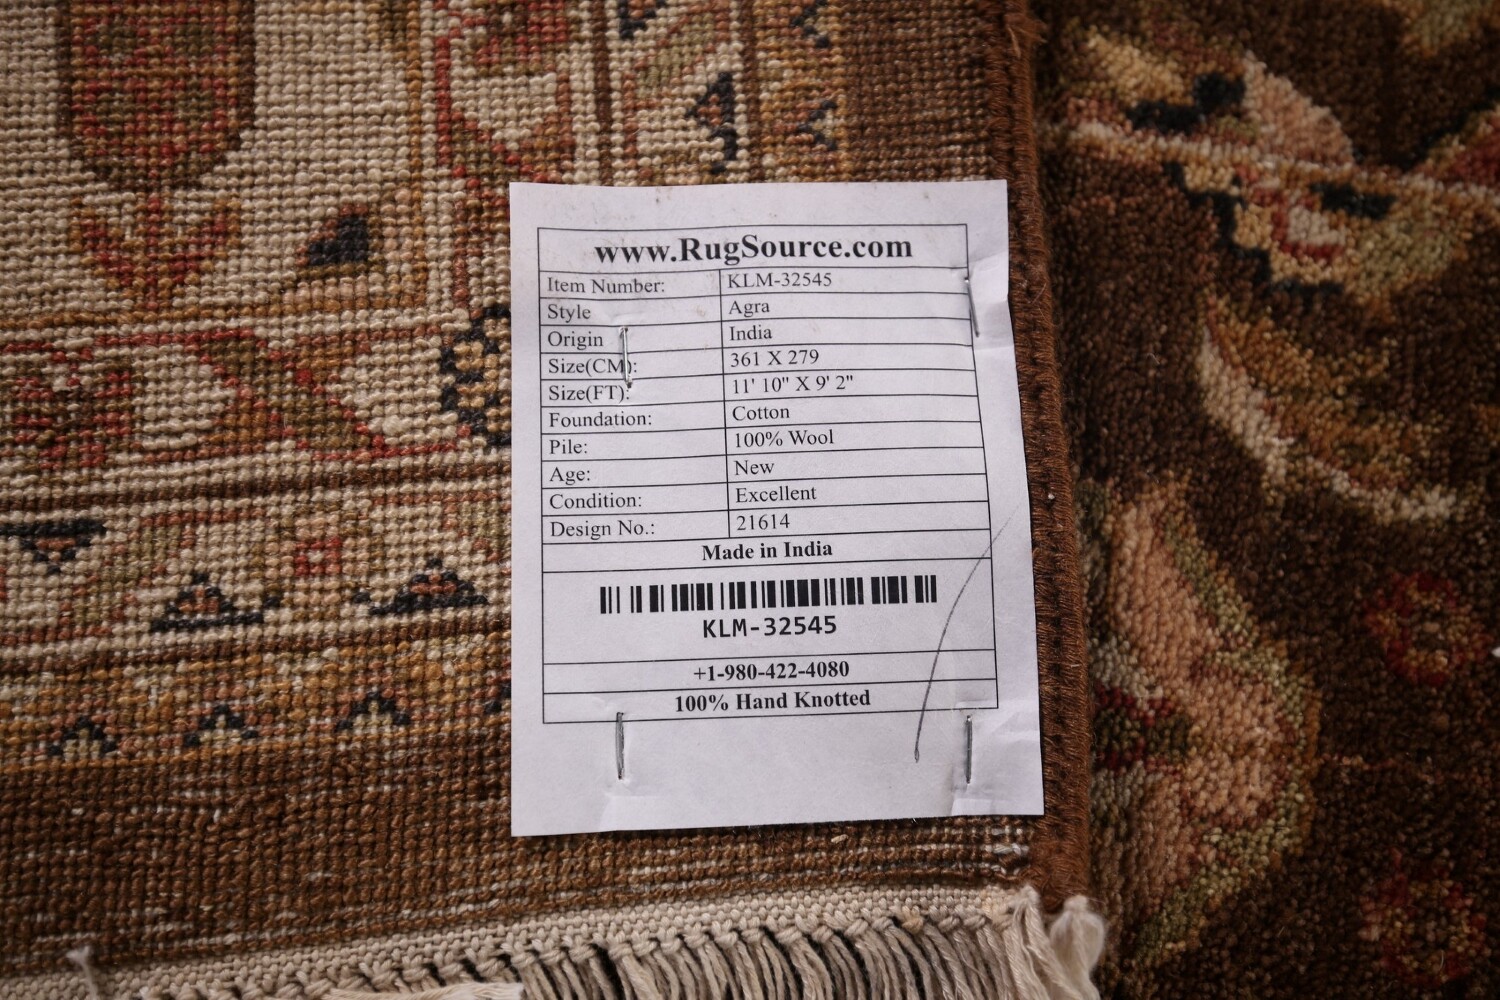 www.RugSource.com
Item Number: KLM-32545
Style Agra
Origin India
Size(CM): 361 X 279
Size(FT): 11' 10" X 9' 2"
Foundation: Cotton
Pile: 100% Wool
Age: New
Condition: Excellent
Design No.: 21614
Made in India
KLM-32545
+1-980-422-4080
100% Hand Knotted